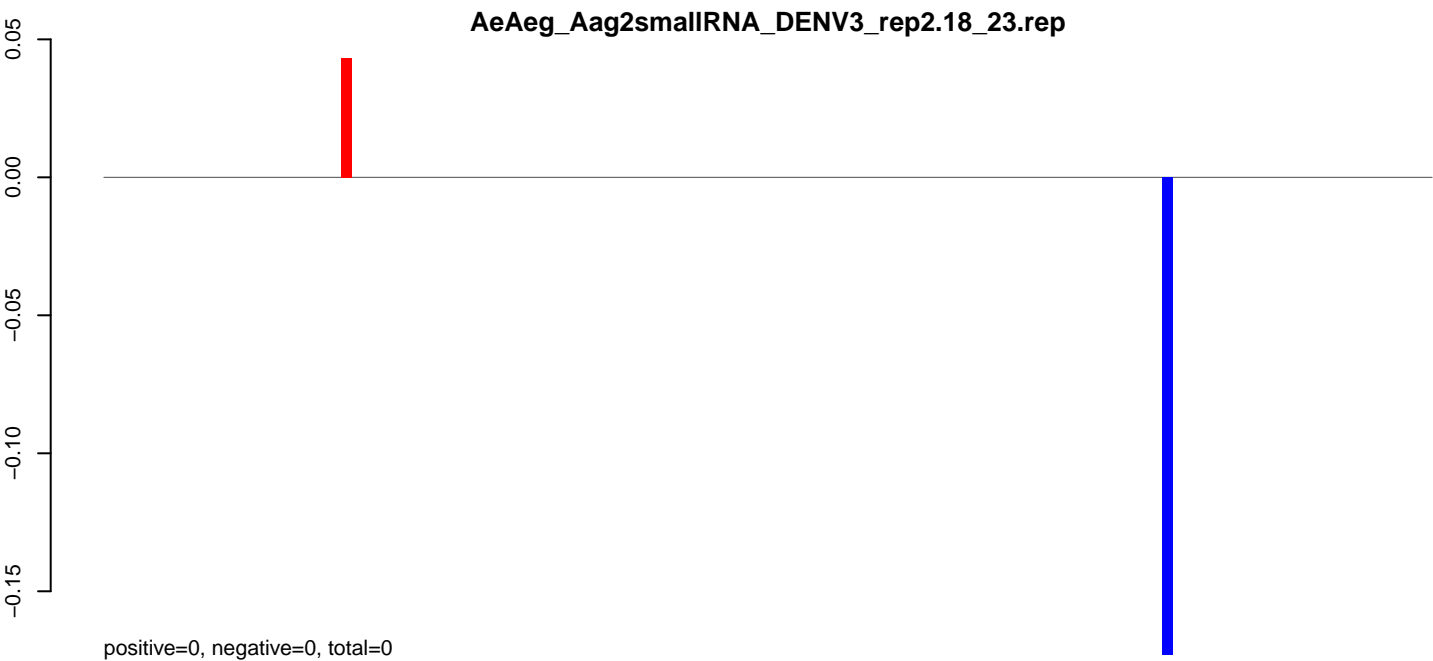 AeAeg_Aag2smallRNA_DENV3_rep2.18_23.rep
0.05
0.00
−0.05
−0.10
−0.15
positive=0, negative=0, total=0